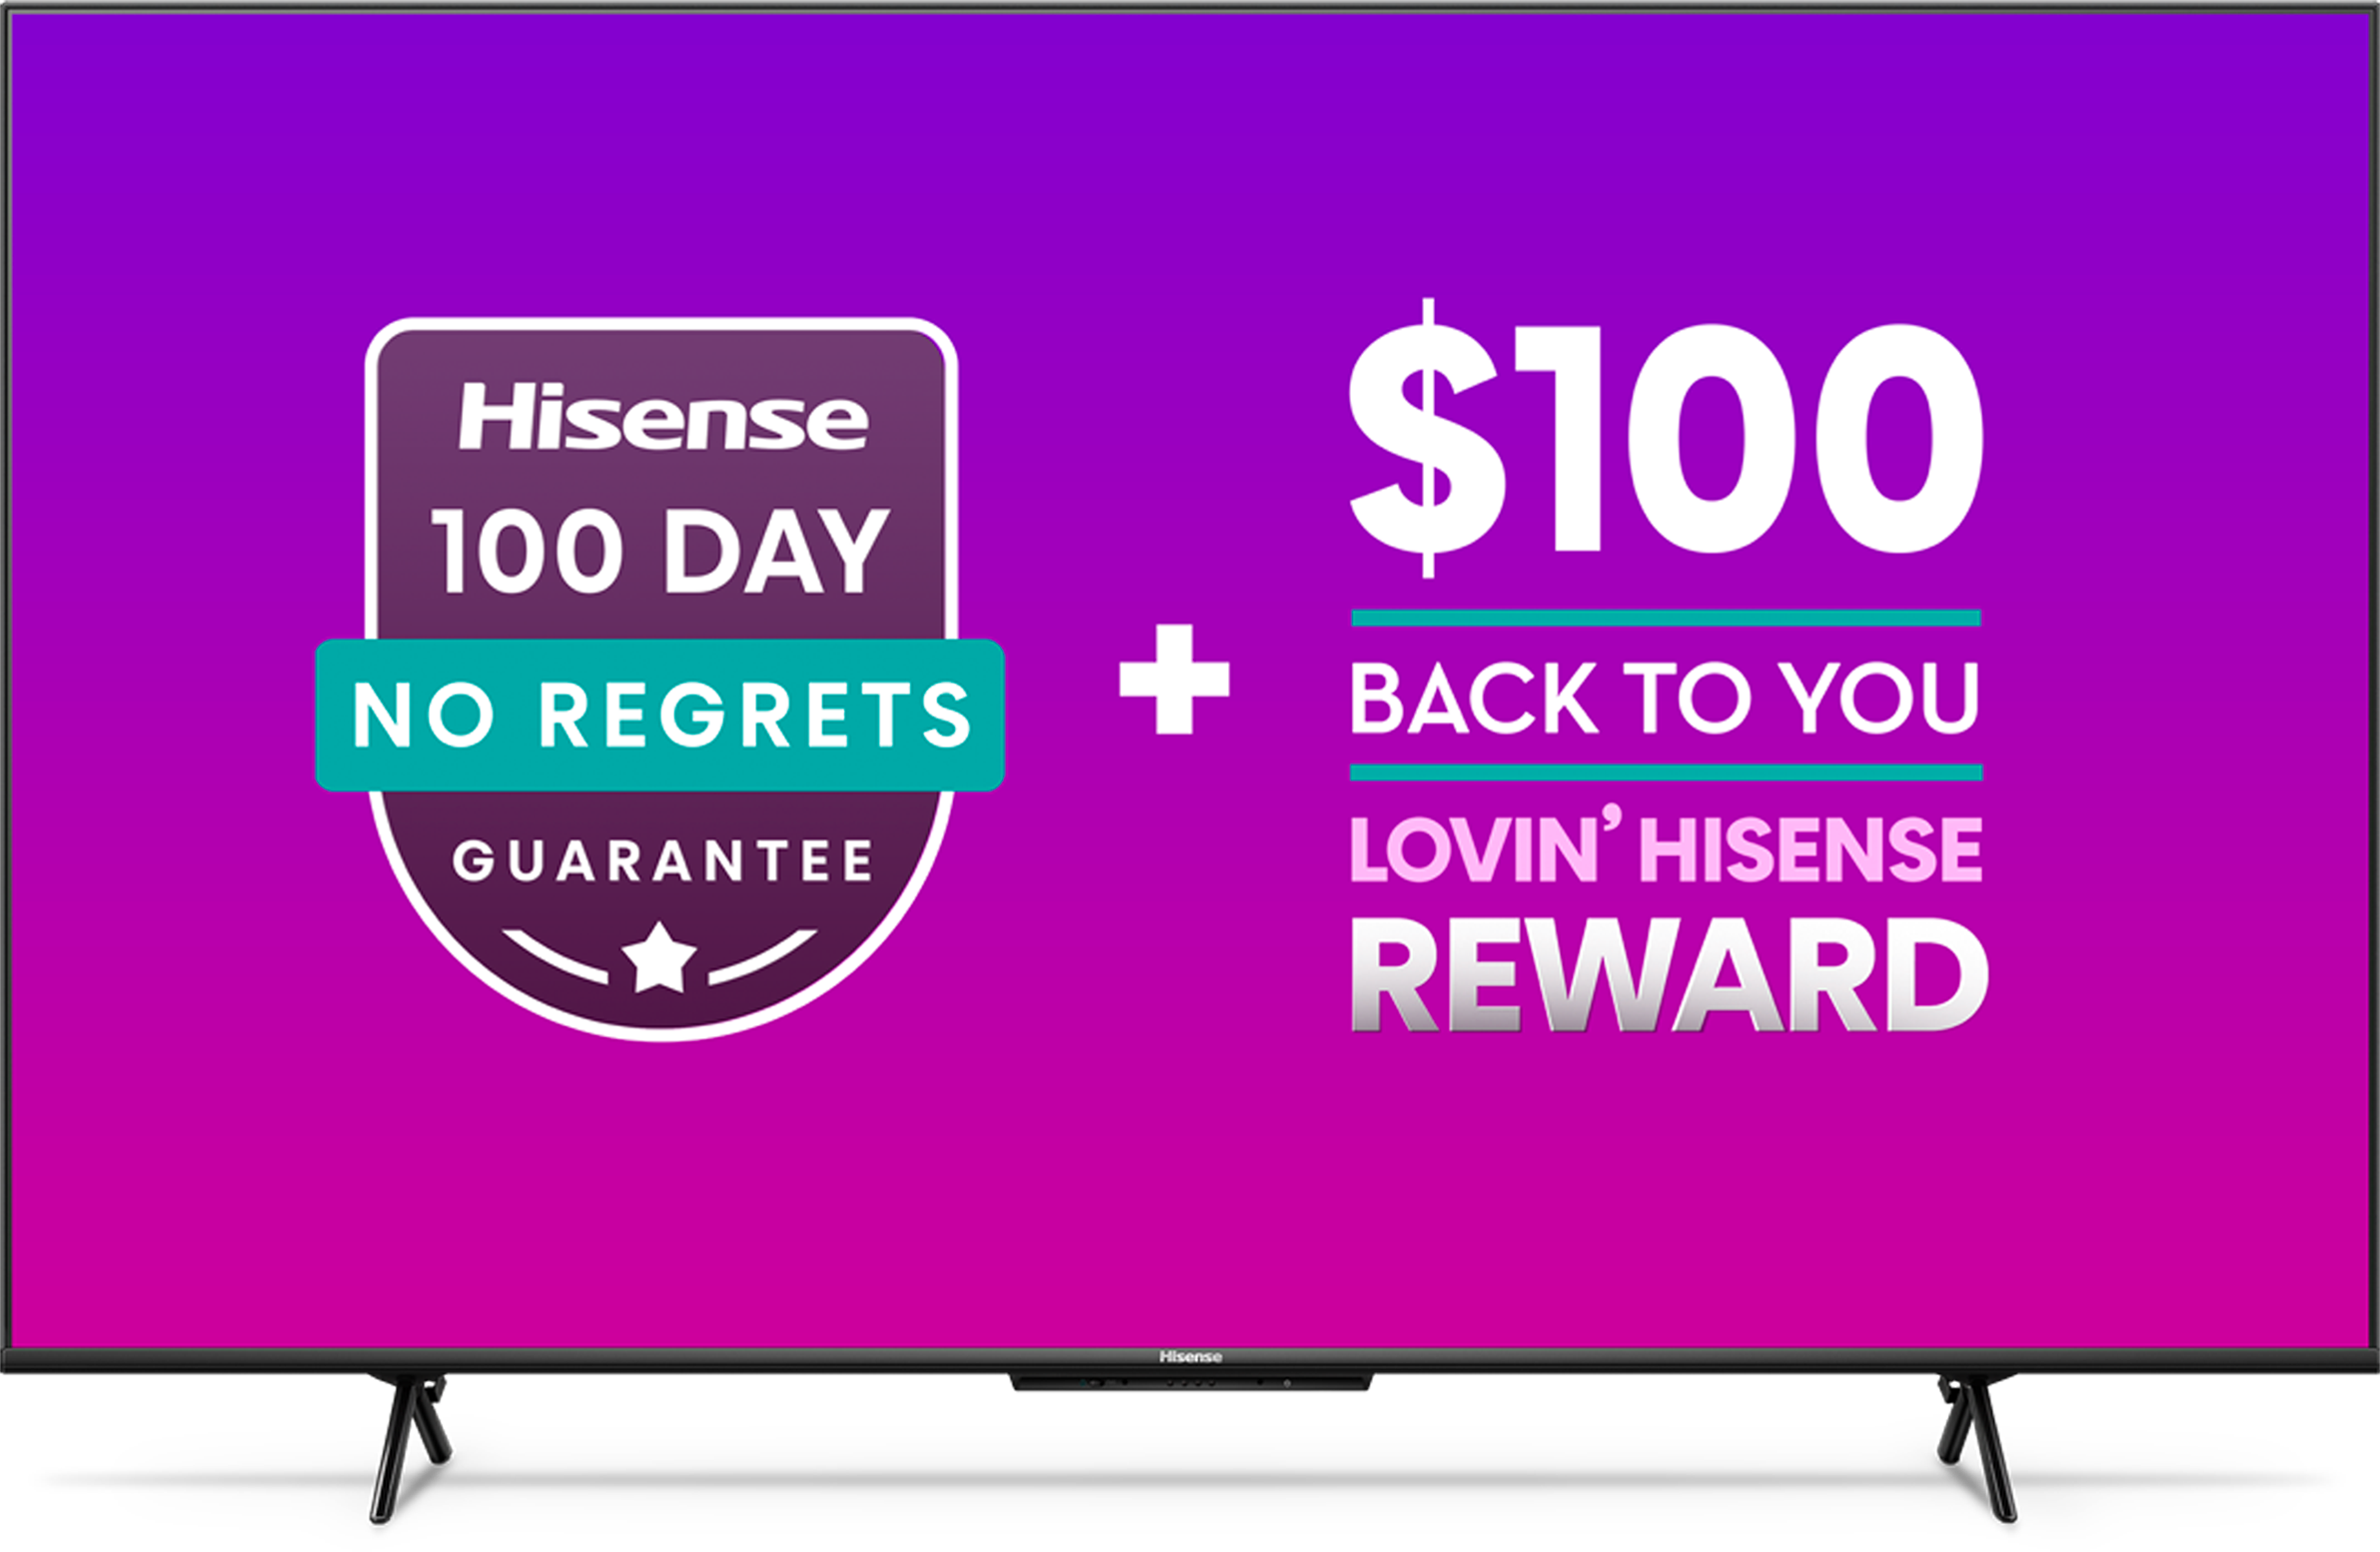 Hisense
100 DAY
NO REGRETS
GUARANTEE
+
$100
BACK TO YOU
LOVIN’ HISENSE
REWARD
Hisense